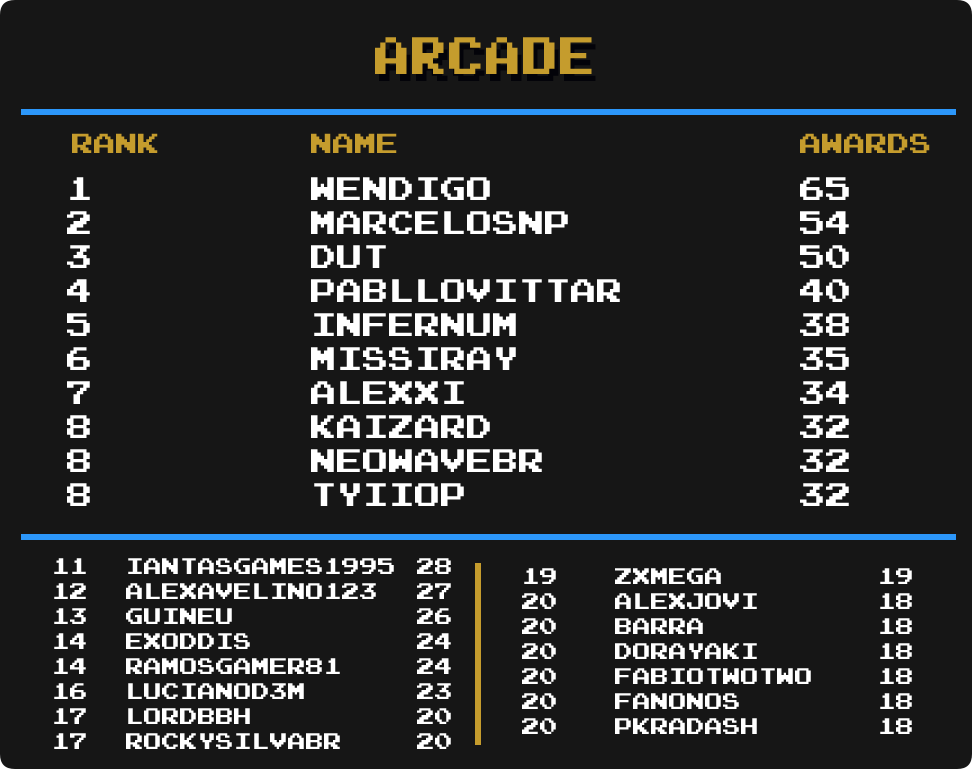 ARCADE
RANK NAME AWARDS
1 WENDIGO 65
2 MARCELOSNP 54
3 DUT 50
4 PABLLOVITTAR 40
5 INFERNUM 38
6 MISSIRAY 35
7 ALEXXI 34
8 KAIZARD 32
8 NEOWAVEBR 32
8 TYIIOP 32
11 IANTASGAMES1995 28
12 ALEXAVELINO123 27
13 GUINEU 26
14 EXODDIS 24
14 RAMOSGAMER81 24
16 LUCIANOD3M 23
17 LORDBBH 20
17 ROCKYSILVABR 20
19 ZXMEGA 19
20 ALEXJOVI 18
20 BARRA 18
20 DORAYAKI 18
20 FABIOTWOTWO 18
20 FANONOS 18
20 PKRADASH 18